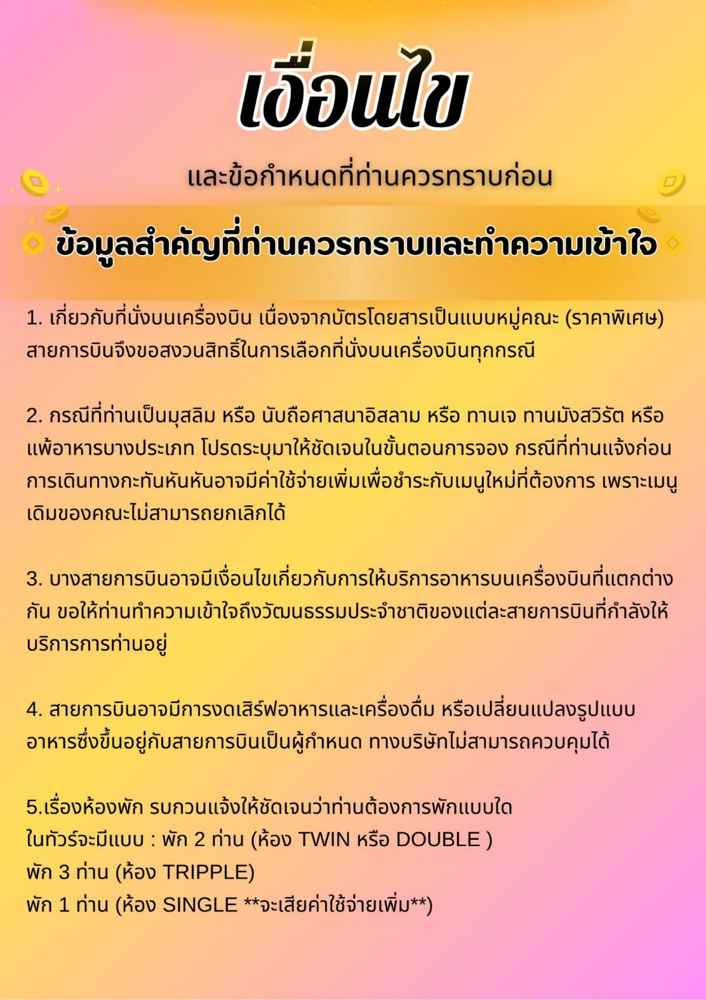 เงื่อนไข
และข้อกำหนดที่ท่านควรทราบก่อน
ข้อมูลสำคัญที่ท่านควรทราบและทำความเข้าใจ
1. เกี่ยวกับที่นั่งบนเครื่องบิน เนื่องจากบัตรโดยสารเป็นแบบหมู่คณะ (ราคาพิเศษ)
สายการบินจึงขอสงวนสิทธิ์ในการเลือกที่นั่งบนเครื่องบินทุกกรณี
2. กรณีที่ท่านเป็นมุสลิม หรือ นับถือศาสนาอิสลาม หรือ ทานเจ ทานมังสวิรัต หรือ
แพ้อาหารบางประเภท โปรดระบุมาให้ชัดเจนในขั้นตอนการจอง กรณีที่ท่านแจ้งก่อน
การเดินทางกะทันหันหันอาจมีค่าใช้จ่ายเพิ่มเพื่อชำระกับเมนูใหม่ที่ต้องการ เพราะเมนู
เดิมของคณะไม่สามารถยกเลิกได้
3. บางสายการบินอาจมีเงื่อนไขเกี่ยวกับการให้บริการอาหารบนเครื่องบินที่แตกต่าง
กัน ขอให้ท่านทำความเข้าใจถึงวัฒนธรรมประจำชาติของแต่ละสายการบินที่กำลังให้
บริการการท่านอยู่
4. สายการบินอาจมีการงดเสิร์ฟอาหารและเครื่องดื่ม หรือเปลี่ยนแปลงรูปแบบ
อาหารซึ่งขึ้นอยู่กับสายการบินเป็นผู้กำหนด ทางบริษัทไม่สามารถควบคุมได้
5.เรื่องห้องพัก รบกวนแจ้งให้ชัดเจนว่าท่านต้องการพักแบบใด
ในทัวร์จะมีแบบ : พัก 2 ท่าน (ห้อง TWIN หรือ DOUBLE )
พัก 3 ท่าน (ห้อง TRIPPLE)
พัก 1 ท่าน (ห้อง SINGLE **จะเสียค่าใช้จ่ายเพิ่ม**)